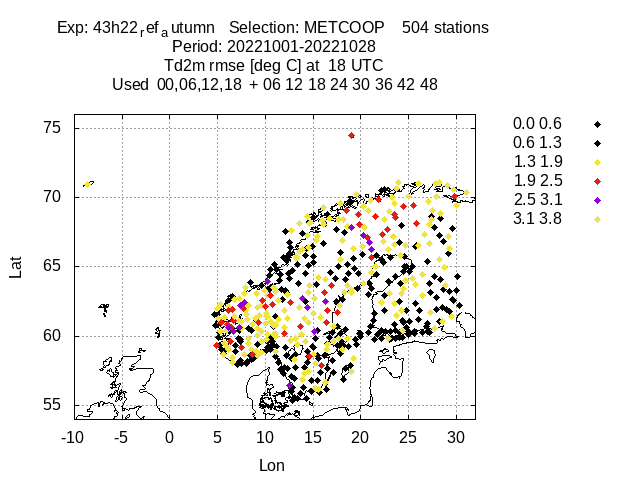 Exp: 43h22refautumn Selection: METCOOP 504 stations
Period: 20221001-20221028
Td2m rmse [deg C] at 18 UTC
Used 00,06,12,18 + 06 12 18 24 30 36 42 48
75
70
65
60
55
Lat
-10 -5 0 5 10 15 20 25 30
Lon
0.0 0.6
0.6 1.3
1.3 1.9
1.9 2.5
2.5 3.1
3.1 3.8